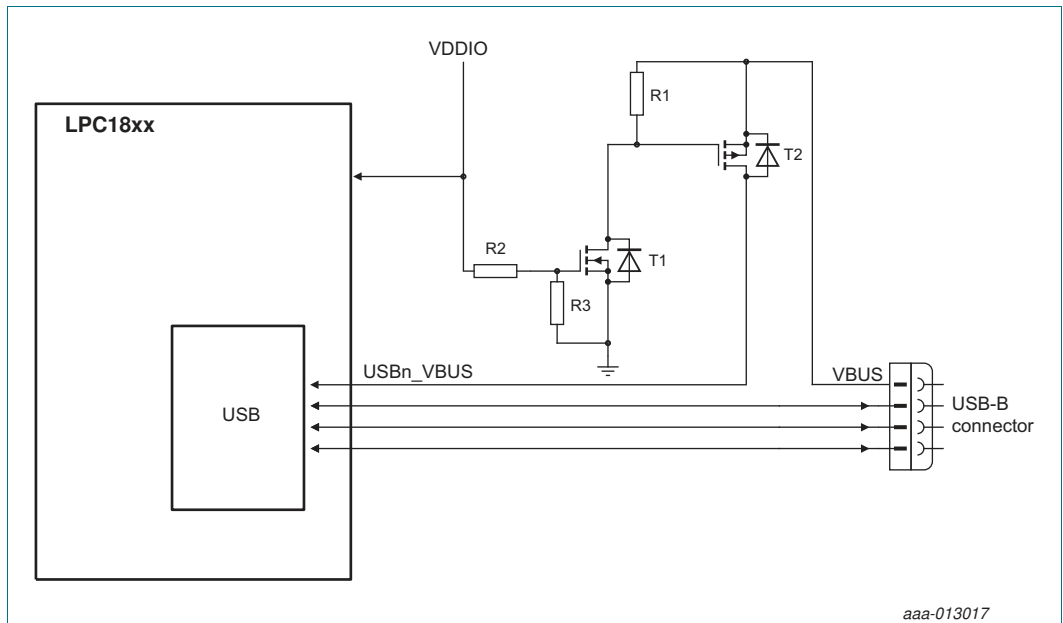 VDDIO
LPC18xx
R1
T2
R2
T1
R3
USBn_VBUS
VBUS
USB
USB-B
connector
aaa-013017